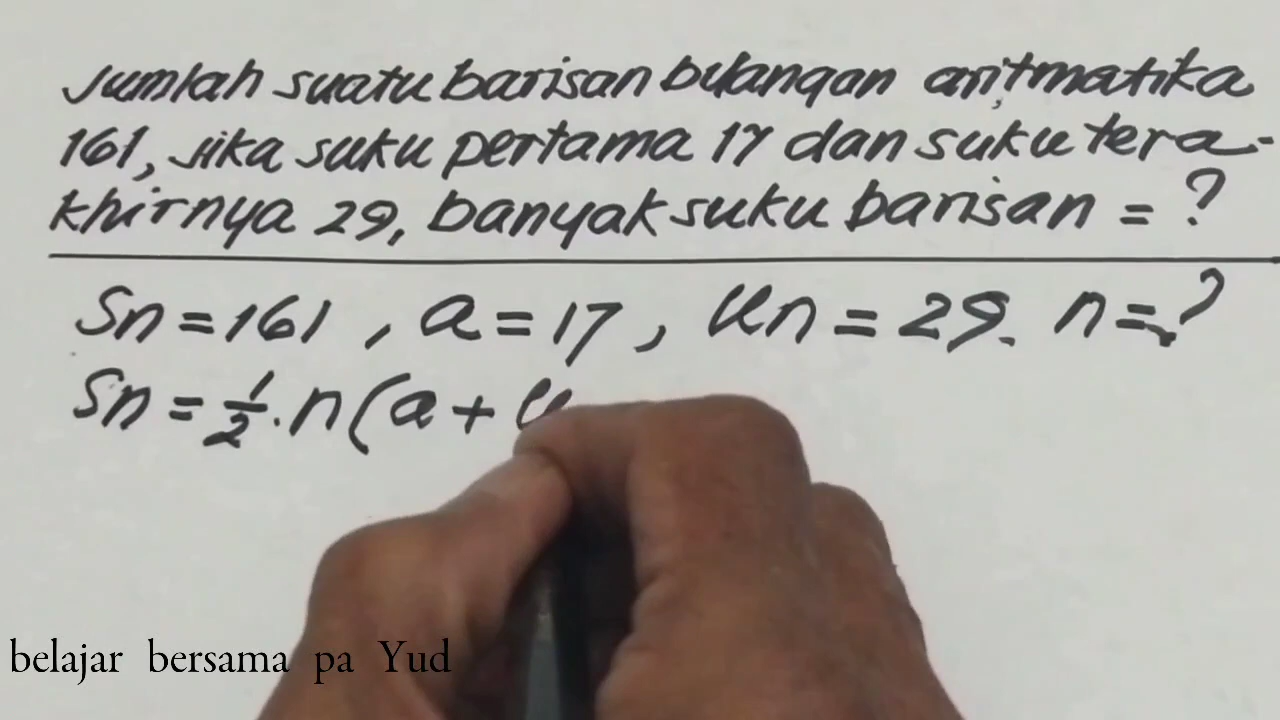 Jumlah suatu barisan bilangan aritmatika
161, jika suku pertama 17 dan suku tera-
khirnya 29, banyak suku barisan = ?
Sn = 161 , a = 17 , Un = 29. n = ?
Sn = 1/2 . n (a + U
belajar bersama pa Yud